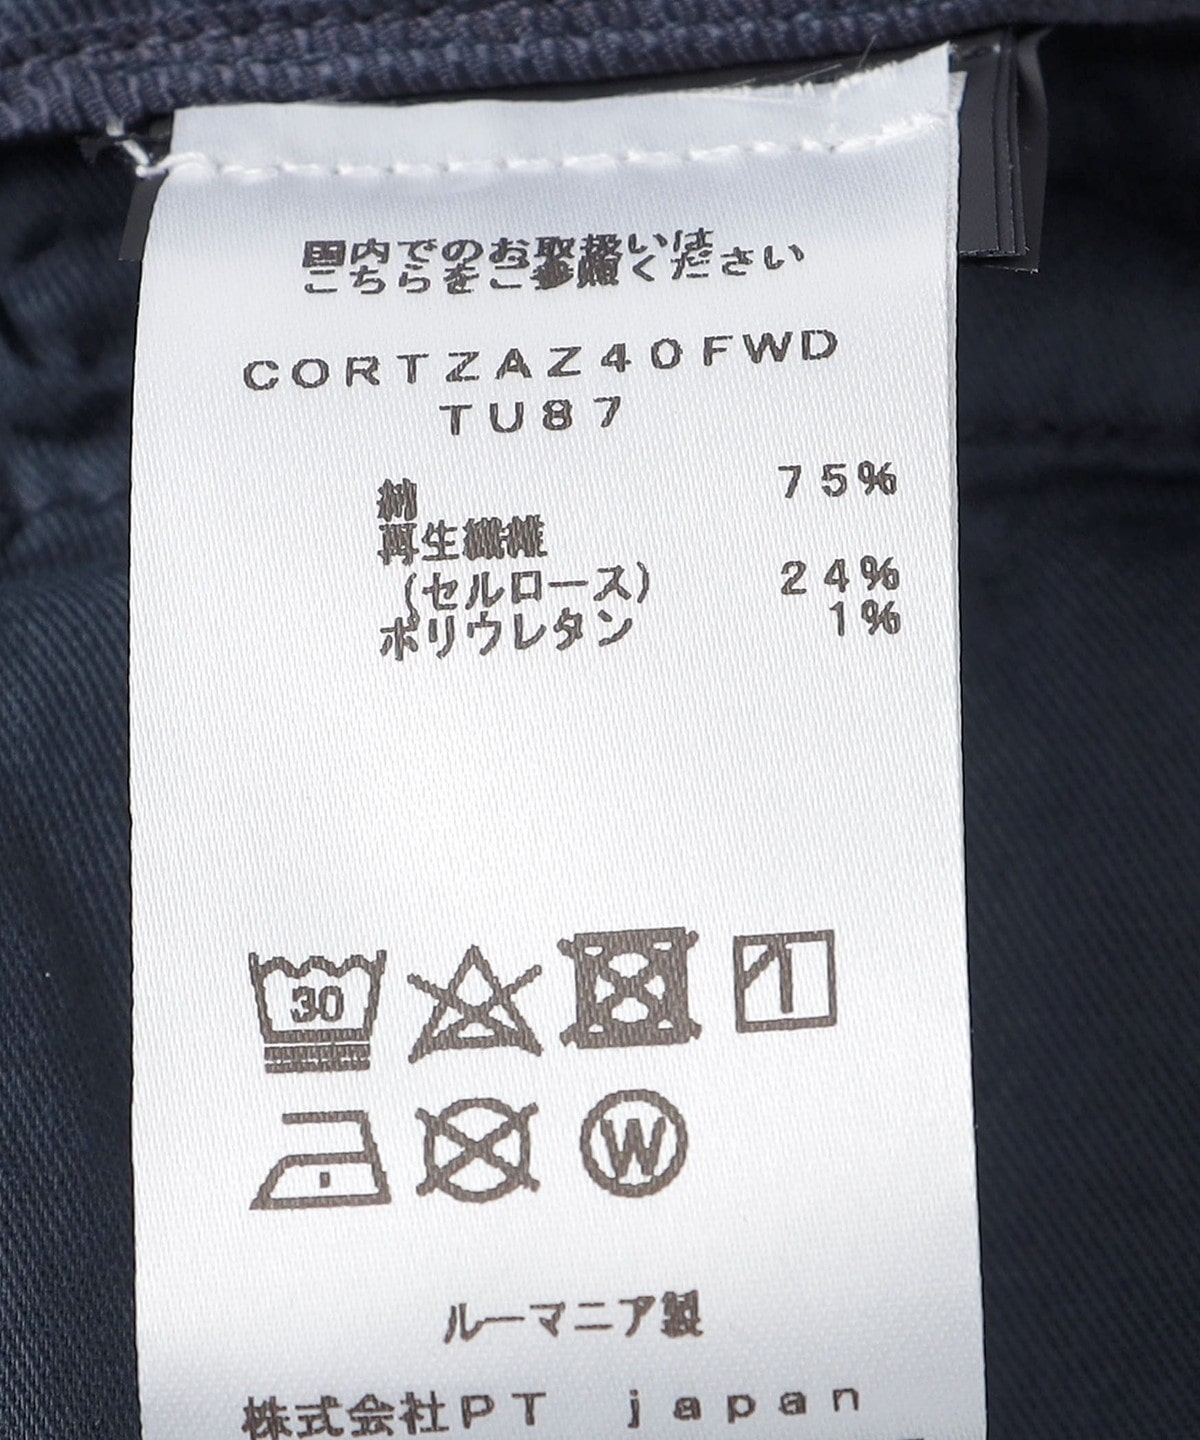 国内でのお取扱いは
こちらをご参照ください
CORTZAZ40FWD
TU87
綿 75%
再生繊維
(セルロース) 24%
ポリウレタン 1%
30
W
ルーマニア製
株式会社PT japan